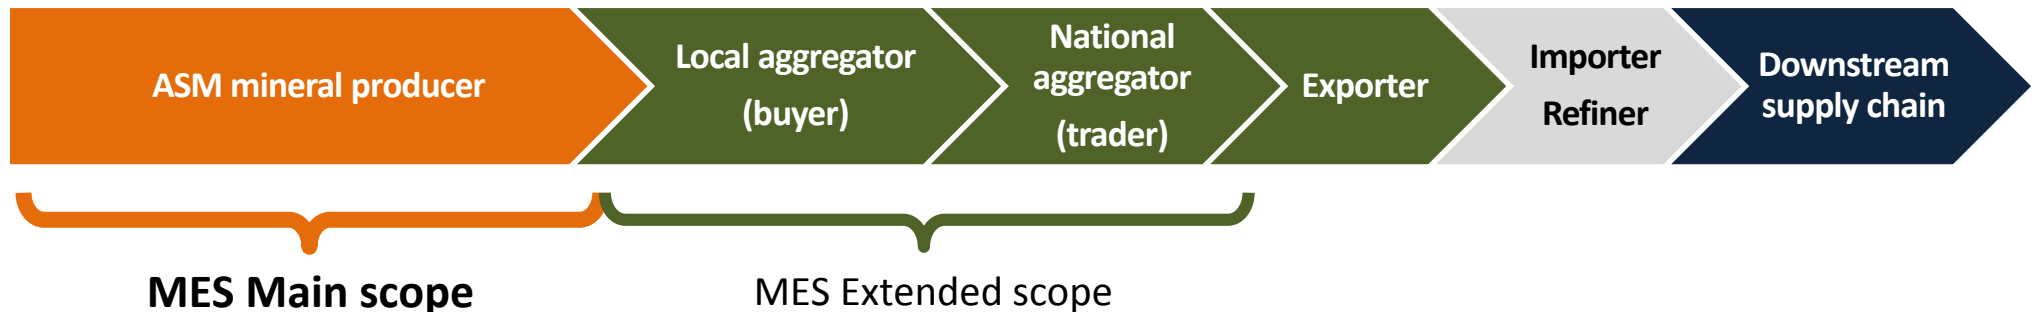 ASM mineral producer
Local aggregator
(buyer)
National
aggregator
(trader)
Exporter
Importer
Refiner
Downstream
supply chain
MES Main scope
MES Extended scope